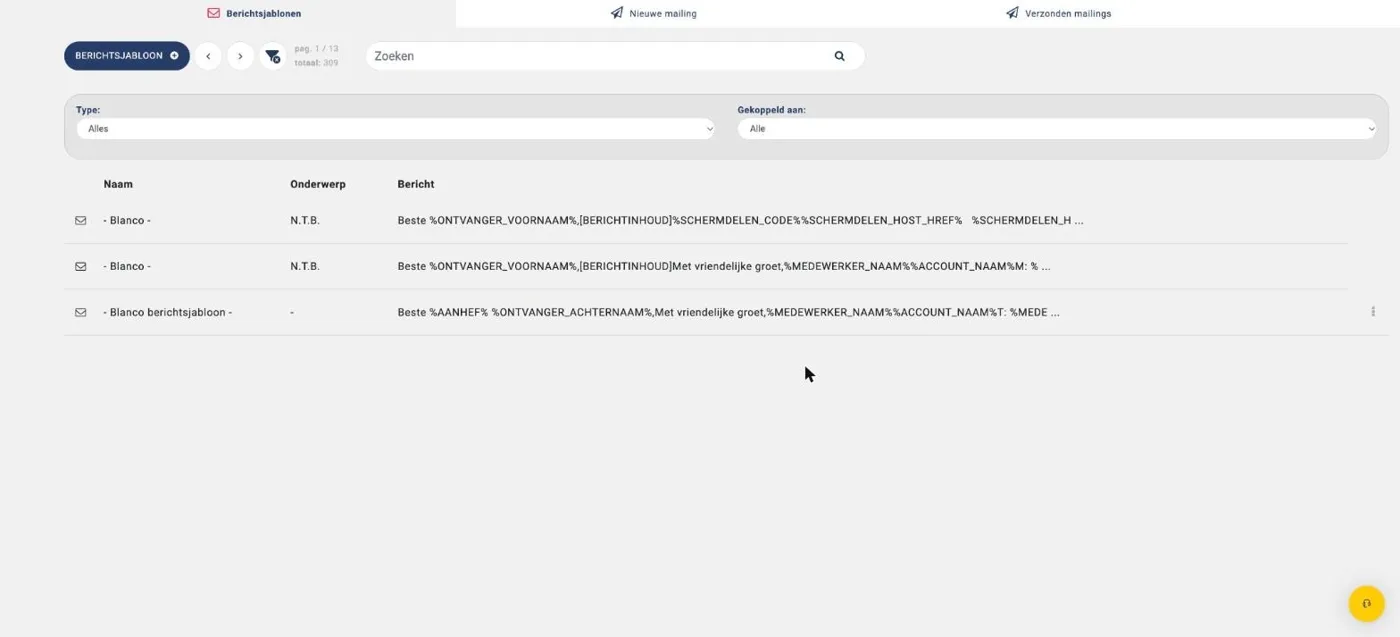 Berichtsjablonen Nieuwe mailing Verzonden mailings
BERICHTSJABLOON pag. 1 / 13
totaal: 309
Zoeken
Type: Gekoppeld aan:
Alles Alle
Naam Onderwerp Bericht
- Blanco - N.T.B. Beste %ONTVANGER_VOORNAAM%,[BERICHTINHOUD]%SCHERMDELEN_CODE%%SCHERMDELEN_HOST_HREF% %SCHERMDELEN_H ...
- Blanco - N.T.B. Beste %ONTVANGER_VOORNAAM%,[BERICHTINHOUD]Met vriendelijke groet,%MEDEWERKER_NAAM%%ACCOUNT_NAAM%M: % ...
- Blanco berichtsjabloon - - Beste %AANHEF% %ONTVANGER_ACHTERNAAM%,Met vriendelijke groet,%MEDEWERKER_NAAM%%ACCOUNT_NAAM%T: %MEDE ...